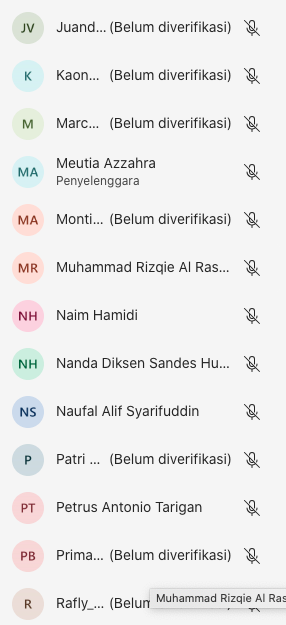 JV Juand... (Belum diverifikasi)
K Kaon... (Belum diverifikasi)
M Marc... (Belum diverifikasi)
MA Meutia Azzahra
Penyelenggara
MA Monti... (Belum diverifikasi)
MR Muhammad Rizqie Al Ras...
NH Naim Hamidi
NH Nanda Diksen Sandes Hu...
NS Naufal Alif Syarifuddin
P Patri ... (Belum diverifikasi)
PT Petrus Antonio Tarigan
PB Prima... (Belum diverifikasi)
R Rafly_... (Belum
Muhammad Rizqie Al Ras